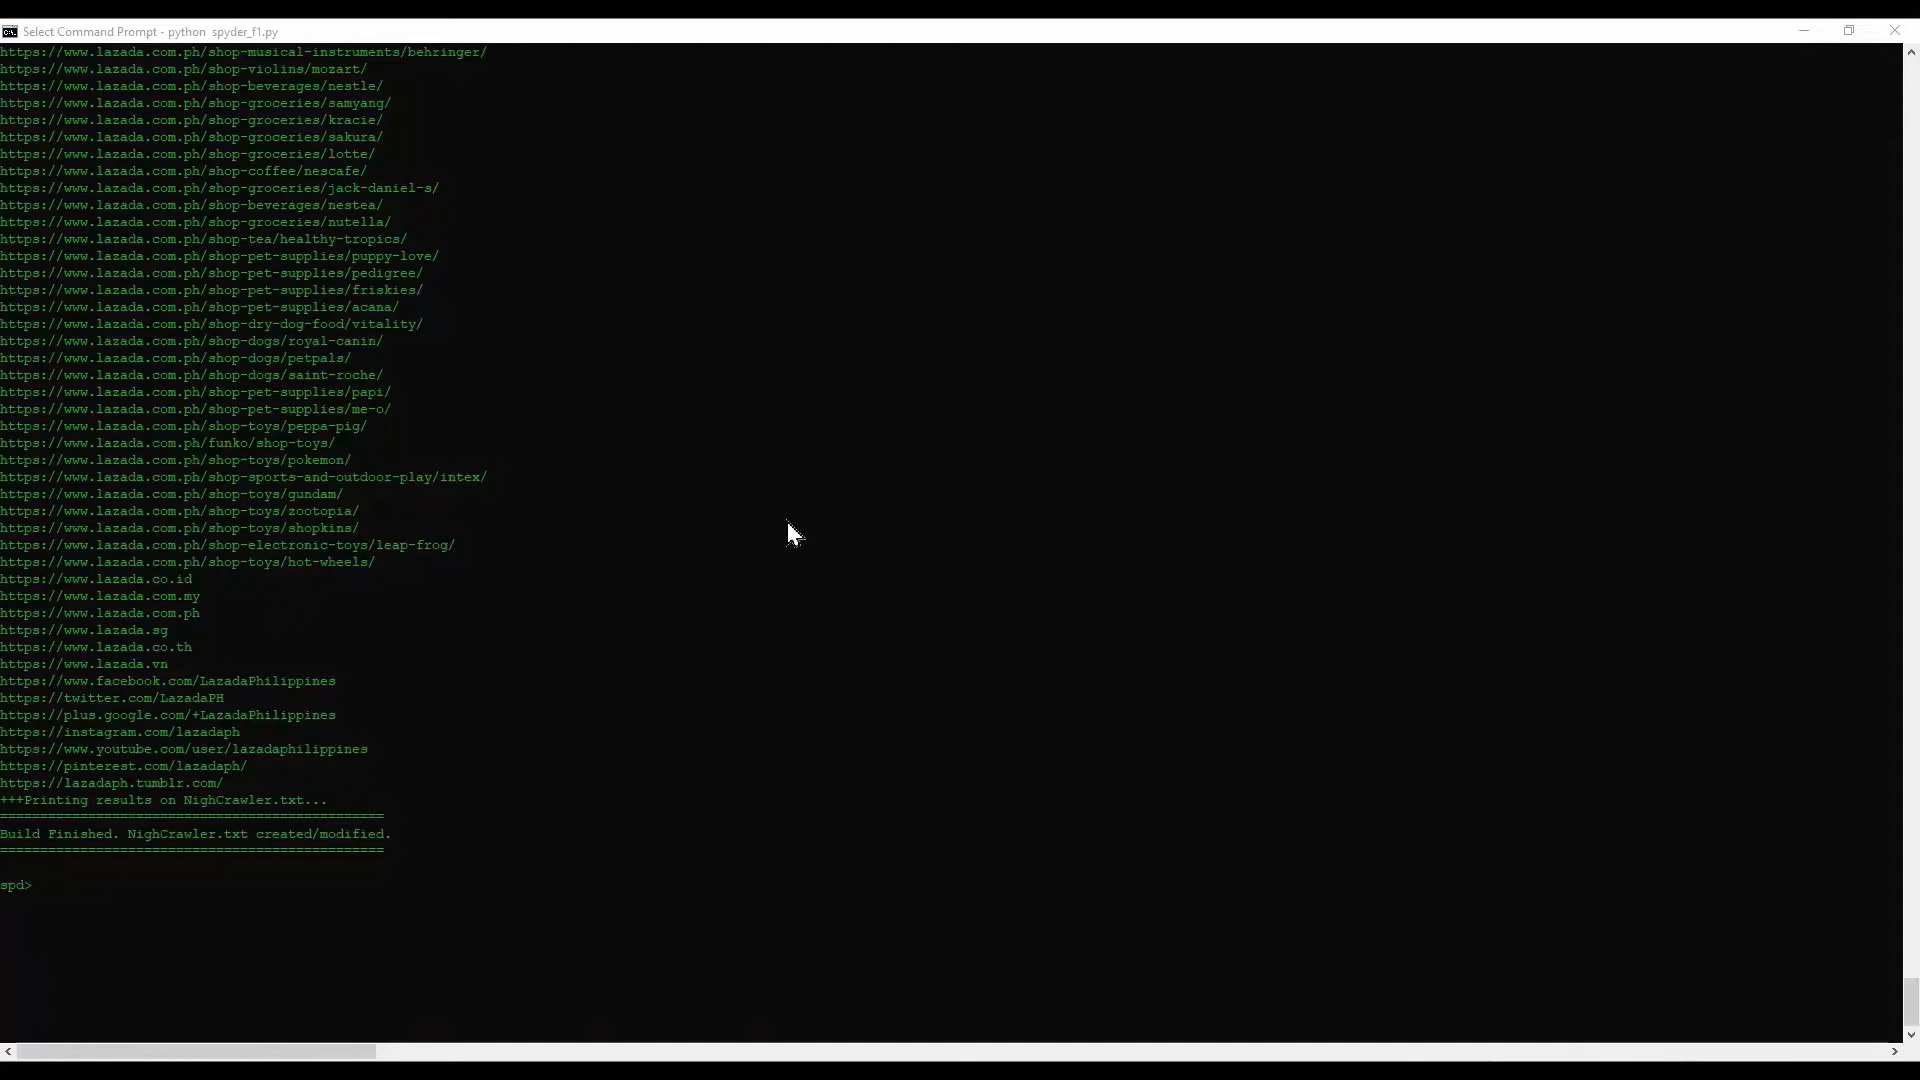 Select Command Prompt - python  spyder_f1.py
https://www.lazada.com.ph/shop-musical-instruments/behringer/
https://www.lazada.com.ph/shop-violins/mozart/
https://www.lazada.com.ph/shop-beverages/nestle/
https://www.lazada.com.ph/shop-groceries/samyang/
https://www.lazada.com.ph/shop-groceries/kracie/
https://www.lazada.com.ph/shop-groceries/sakura/
https://www.lazada.com.ph/shop-groceries/lotte/
https://www.lazada.com.ph/shop-coffee/nescafe/
https://www.lazada.com.ph/shop-groceries/jack-daniel-s/
https://www.lazada.com.ph/shop-beverages/nestea/
https://www.lazada.com.ph/shop-groceries/nutella/
https://www.lazada.com.ph/shop-tea/healthy-tropics/
https://www.lazada.com.ph/shop-pet-supplies/puppy-love/
https://www.lazada.com.ph/shop-pet-supplies/pedigree/
https://www.lazada.com.ph/shop-pet-supplies/friskies/
https://www.lazada.com.ph/shop-pet-supplies/acana/
https://www.lazada.com.ph/shop-dry-dog-food/vitality/
https://www.lazada.com.ph/shop-dogs/royal-canin/
https://www.lazada.com.ph/shop-dogs/petpals/
https://www.lazada.com.ph/shop-dogs/saint-roche/
https://www.lazada.com.ph/shop-pet-supplies/papi/
https://www.lazada.com.ph/shop-pet-supplies/me-o/
https://www.lazada.com.ph/shop-toys/peppa-pig/
https://www.lazada.com.ph/funko/shop-toys/
https://www.lazada.com.ph/shop-toys/pokemon/
https://www.lazada.com.ph/shop-sports-and-outdoor-play/intex/
https://www.lazada.com.ph/shop-toys/gundam/
https://www.lazada.com.ph/shop-toys/zootopia/
https://www.lazada.com.ph/shop-toys/shopkins/
https://www.lazada.com.ph/shop-electronic-toys/leap-frog/
https://www.lazada.com.ph/shop-toys/hot-wheels/
https://www.lazada.co.id
https://www.lazada.com.my
https://www.lazada.com.ph
https://www.lazada.sg
https://www.lazada.co.th
https://www.lazada.vn
https://www.facebook.com/LazadaPhilippines
https://twitter.com/LazadaPH
https://plus.google.com/+LazadaPhilippines
https://instagram.com/lazadaph
https://www.youtube.com/user/lazadaphilippines
https://pinterest.com/lazadaph/
https://lazadaph.tumblr.com/
+++Printing results on NighCrawler.txt...
================================================
Build Finished. NighCrawler.txt created/modified.
================================================
spd>